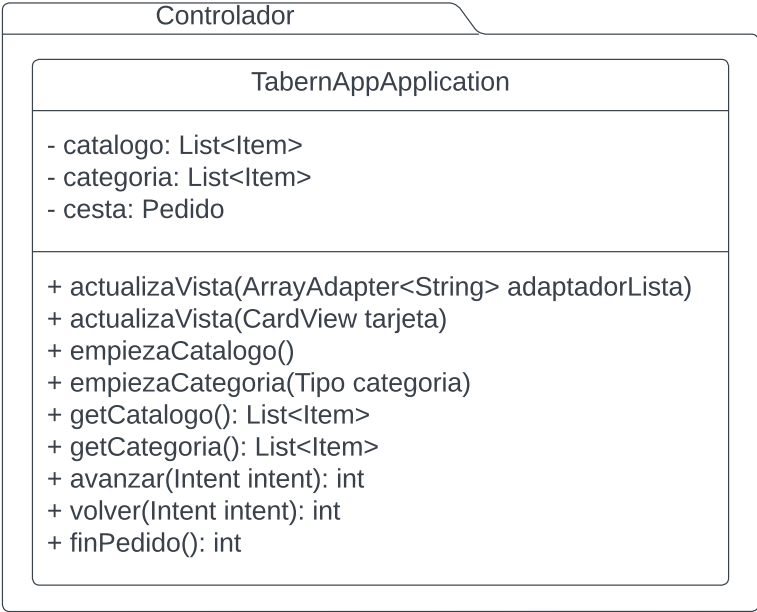 Controlador
TabernAppApplication
- catalogo: List<Item>
- categoria: List<Item>
- cesta: Pedido
+ actualizaVista(ArrayAdapter<String> adaptadorLista)
+ actualizaVista(CardView tarjeta)
+ empiezaCatalogo()
+ empiezaCategoria(Tipo categoria)
+ getCatalogo(): List<Item>
+ getCategoria(): List<Item>
+ avanzar(Intent intent): int
+ volver(Intent intent): int
+ finPedido(): int